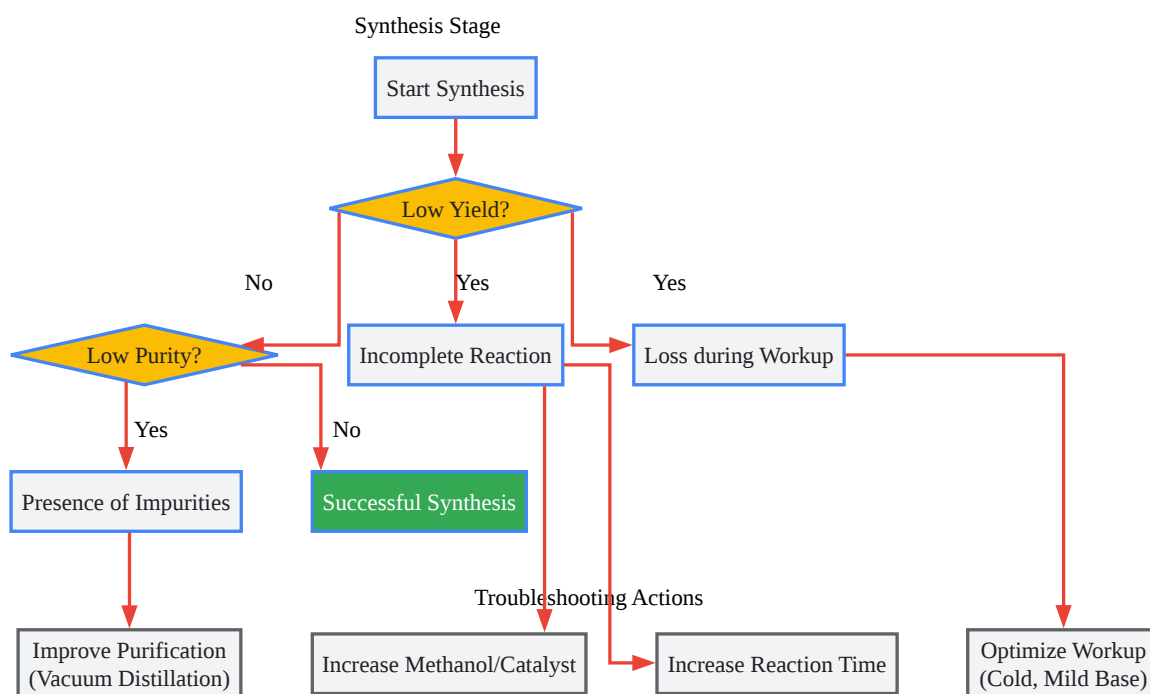 Synthesis Stage
Start Synthesis
Low Yield?
No
Yes
Yes
Low Purity?
Incomplete Reaction
Loss during Workup
Yes
No
Presence of Impurities
Successful Synthesis
Troubleshooting Actions
Improve Purification
(Vacuum Distillation)
Increase Methanol/Catalyst
Increase Reaction Time
Optimize Workup
(Cold, Mild Base)